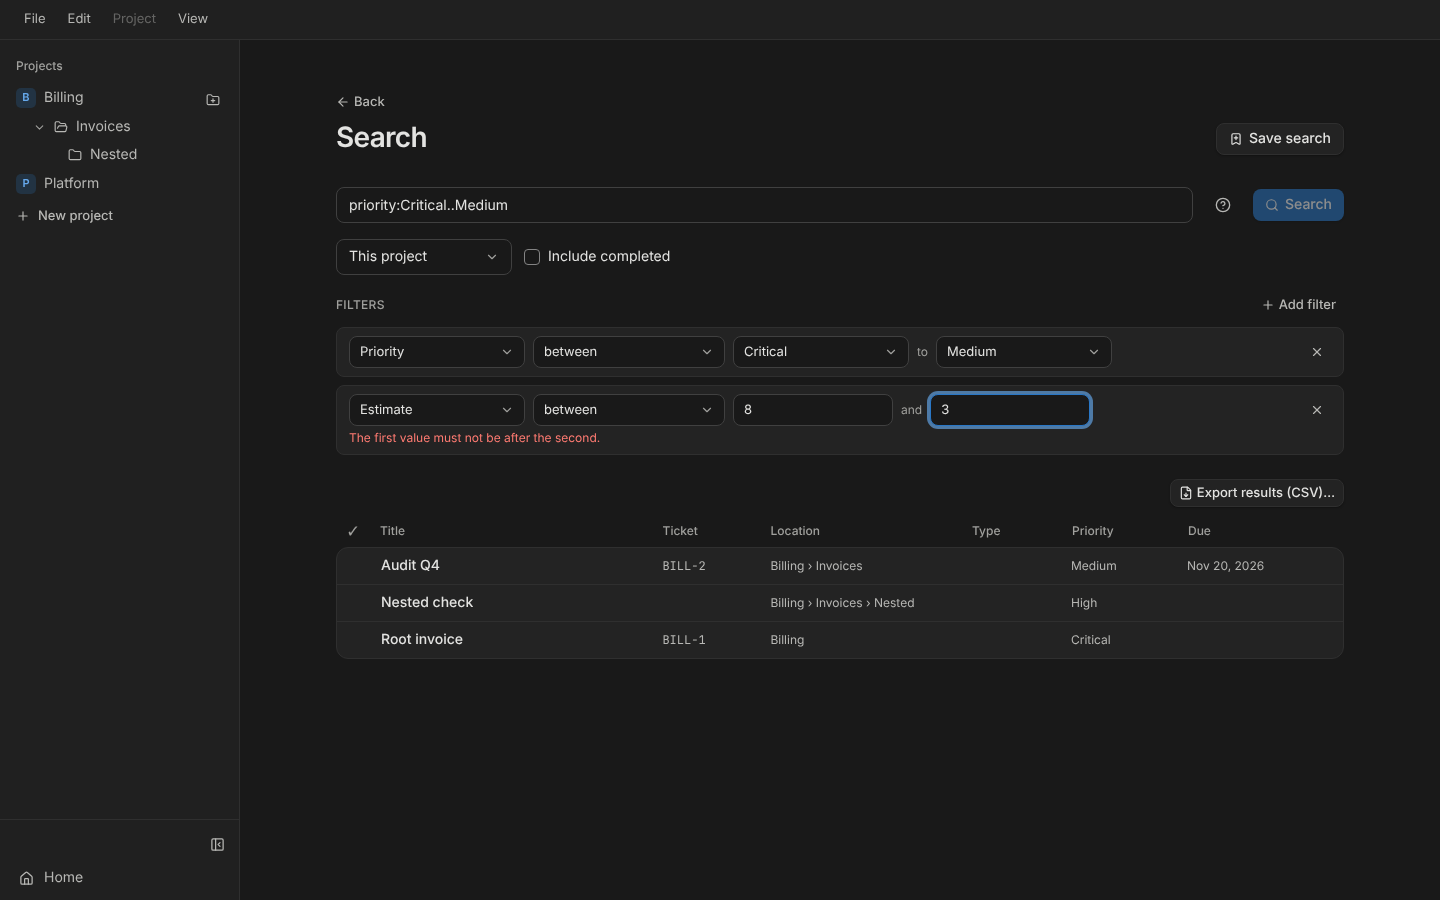 File Edit Project View
Projects
B Billing
Invoices
Nested
P Platform
New project
Home
Back
Search
Save search
priority:Critical..Medium
Search
This project
Include completed
FILTERS
Add filter
Priority between Critical to Medium
Estimate between 8 and 3
The first value must not be after the second.
Export results (CSV)...
✓ Title Ticket Location Type Priority Due
Audit Q4 BILL-2 Billing › Invoices Medium Nov 20, 2026
Nested check Billing › Invoices › Nested High
Root invoice BILL-1 Billing Critical